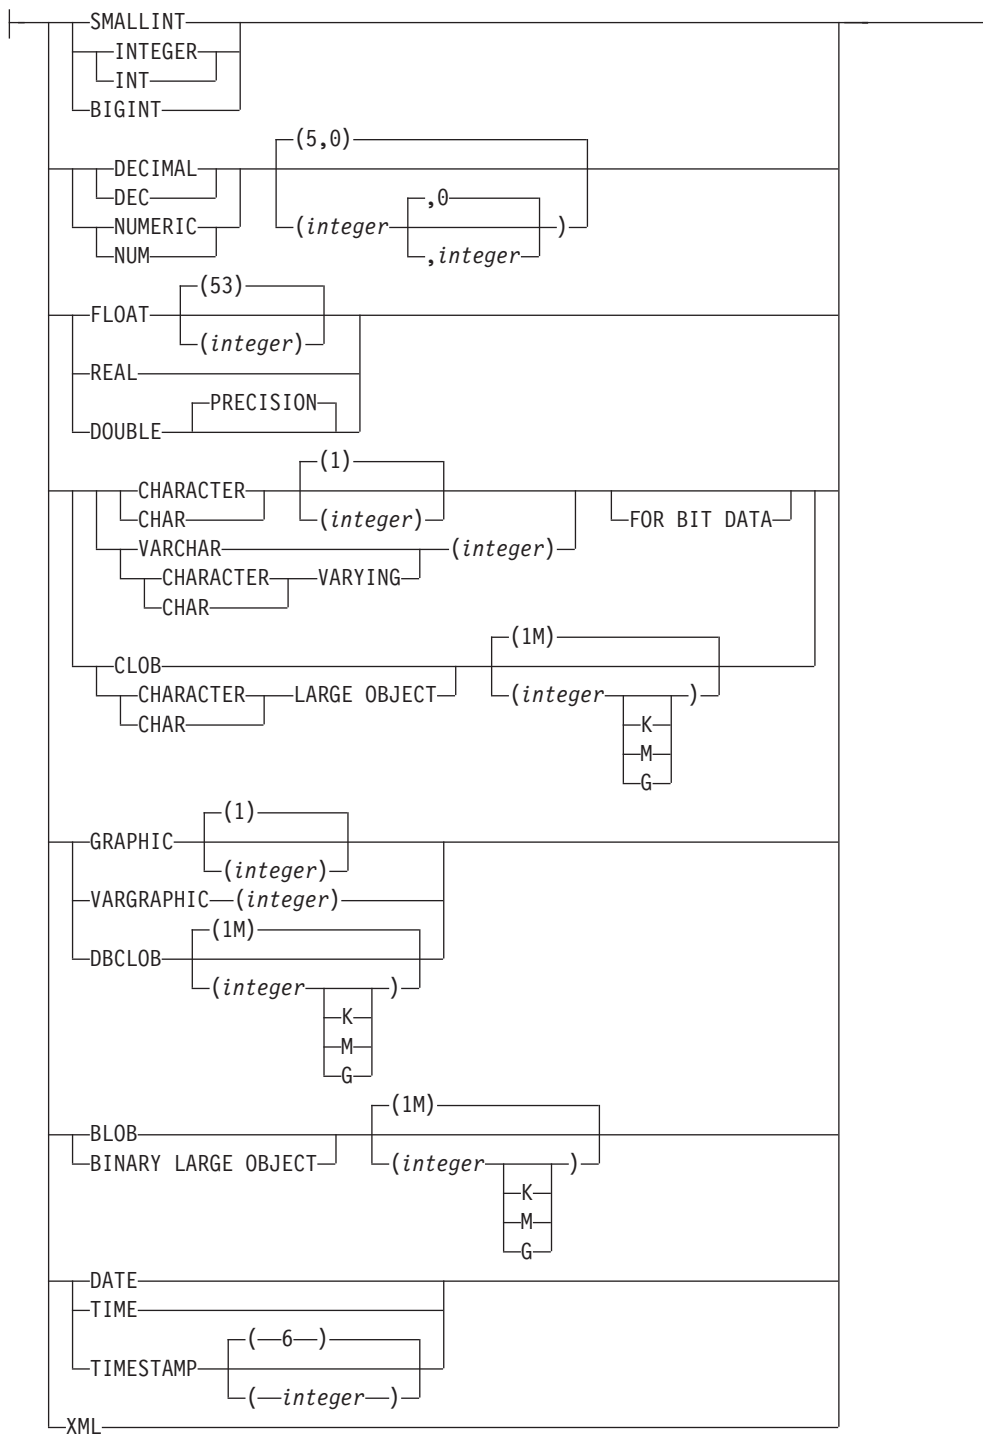 SMALLINT
INTEGER
INT
BIGINT
(5,0)
DECIMAL
DEC
,0
NUMERIC (integer )
NUM ,integer
(53)
FLOAT
(integer)
REAL
PRECISION
DOUBLE
(1)
CHARACTER
CHAR (integer) FOR BIT DATA
VARCHAR (integer)
CHARACTER VARYING
CHAR
(1M)
CLOB
CHARACTER LARGE OBJECT (integer )
CHAR K
M
G
(1)
GRAPHIC
(integer)
VARGRAPHIC (integer)
(1M)
DBCLOB
(integer )
K
M
G
(1M)
BLOB
BINARY LARGE OBJECT (integer )
K
M
G
DATE
TIME
( 6 )
TIMESTAMP
( integer )
XML